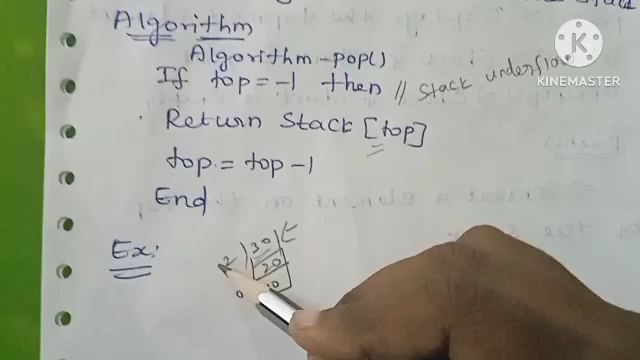 Algorithm
KINEMASTER
Algorithm-pop()
If top=-1 then // Stack underflow
Return Stack [top]
top = top-1
End
Ex:
30
2
20
0
10